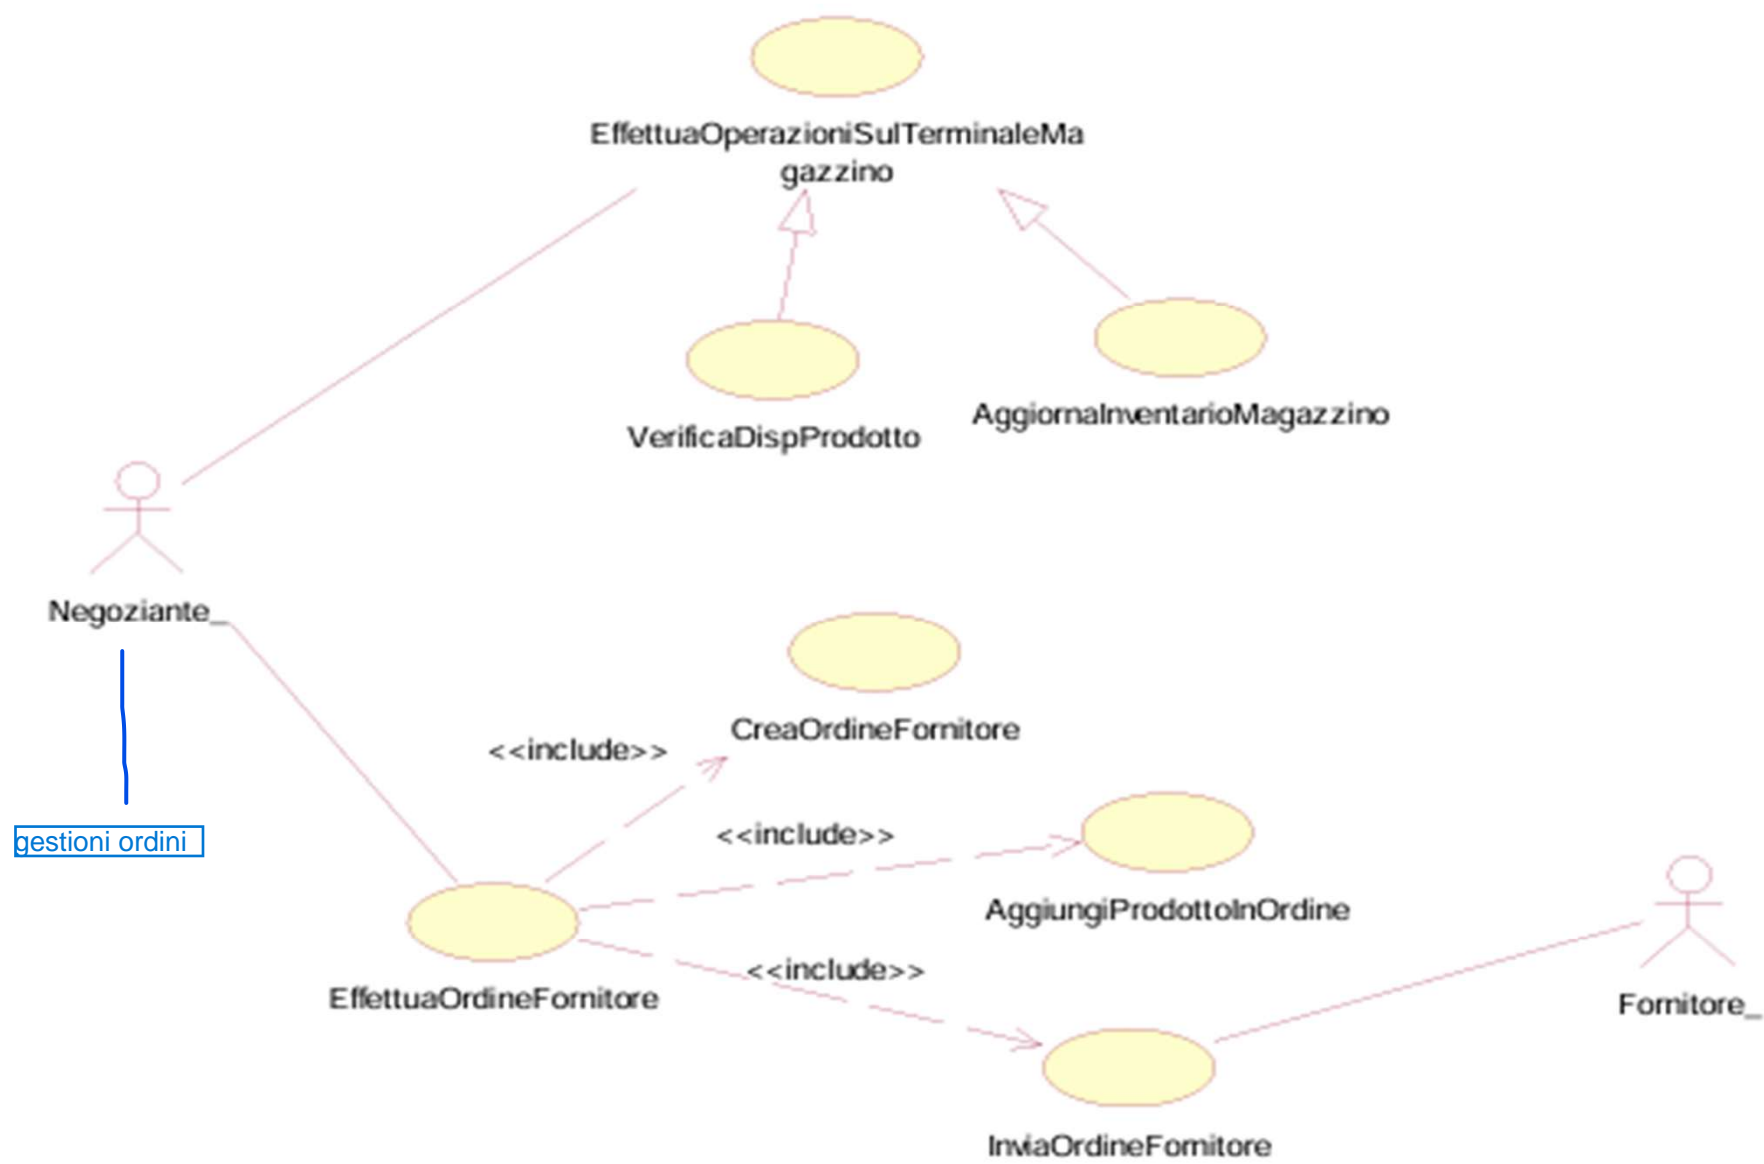 EffettuaOperazioniSulTerminaleMa
gazzino
VerificaDispProdotto
AggiornaInventarioMagazzino
Negoziante_
gestioni ordini
CreaOrdineFornitore
<<include>>
<<include>>
AggiungiProdottoInOrdine
<<include>>
EffettuaOrdineFornitore
Fornitore_
InviaOrdineFornitore